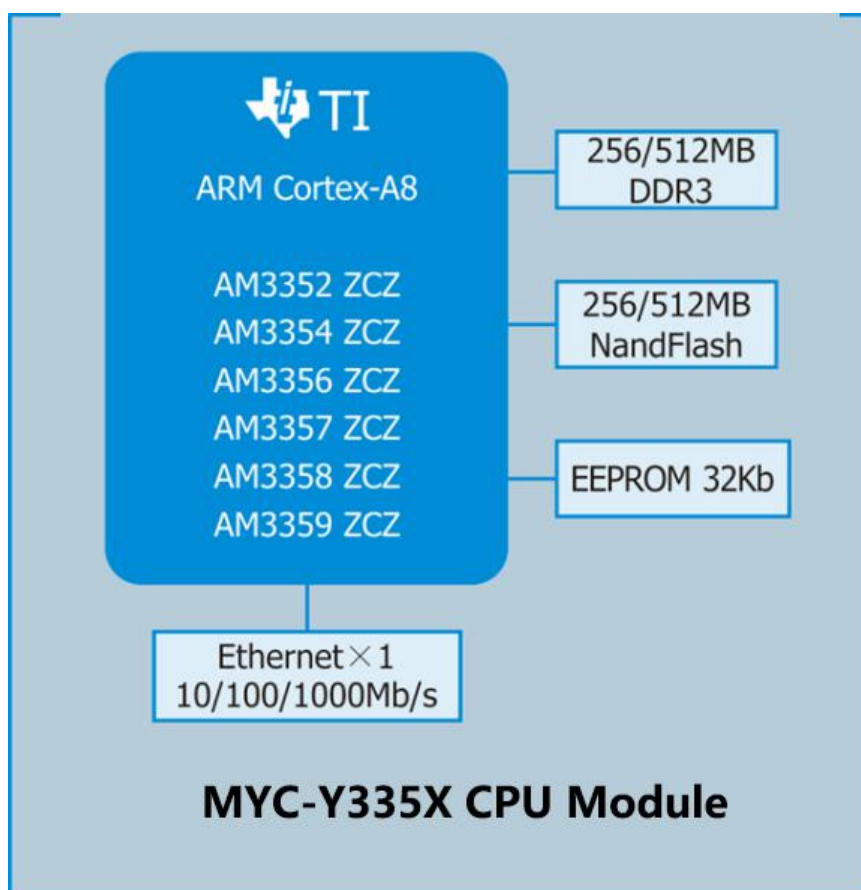 TI
ARM Cortex-A8
AM3352 ZCZ
AM3354 ZCZ
AM3356 ZCZ
AM3357 ZCZ
AM3358 ZCZ
AM3359 ZCZ
256/512MB
DDR3
256/512MB
NandFlash
EEPROM 32Kb
Ethernet×1
10/100/1000Mb/s
MYC-Y335X CPU Module